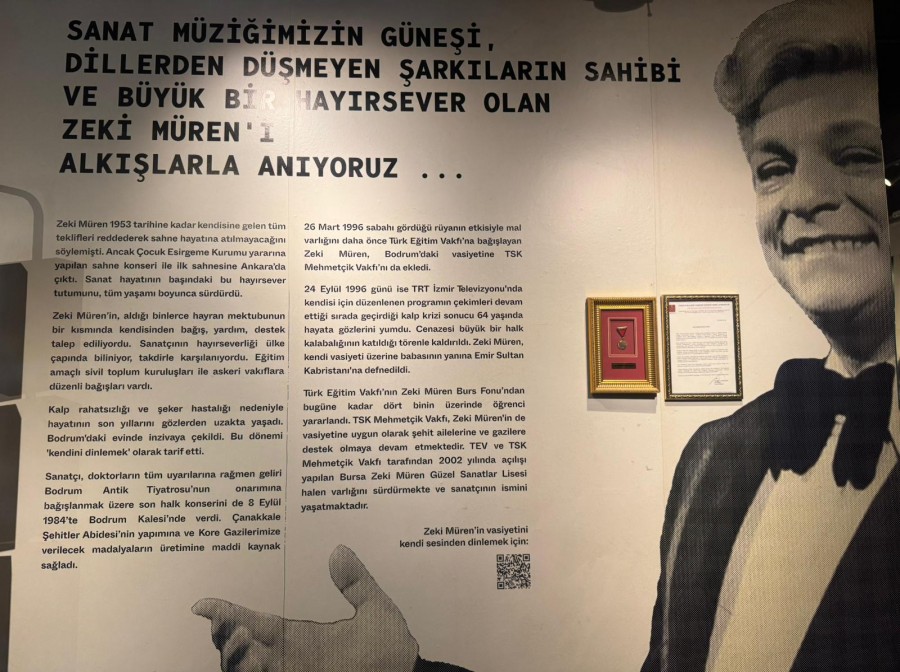 SANAT MÜZİĞİMİZİN GÜNEŞİ,
DİLLERDEN DÜŞMEYEN ŞARKILARIN SAHİBİ
VE BÜYÜK BİR HAYIRSEVER OLAN
ZEKİ MÜREN'İ
ALKIŞLARLA ANIYORUZ ...
Zeki Müren 1953 tarihine kadar kendisine gelen tüm
teklifleri reddederek sahne hayatına atılmayacağını
söylemişti. Ancak Çocuk Esirgeme Kurumu yararına
yapılan sahne konseri ile ilk sahnesine Ankara'da
çıktı. Sanat hayatının başındaki bu hayırsever
tutumunu, tüm yaşamı boyunca sürdürdü.
Zeki Müren'in, aldığı binlerce hayran mektubunun
bir kısmında kendisinden bağış, yardım, destek
talep ediliyordu. Sanatçının hayırseverliği ülke
çapında biliniyor, takdirle karşılanıyordu. Eğitim
amaçlı sivil toplum kuruluşları ile askeri vakıflara
düzenli bağışları vardı.
Kalp rahatsızlığı ve şeker hastalığı nedeniyle
hayatının son yıllarını gözlerden uzakta yaşadı.
Bodrum'daki evinde inzivaya çekildi. Bu dönemi
'kendini dinlemek' olarak tarif etti.
Sanatçı, doktorların tüm uyarılarına rağmen geliri
Bodrum Antik Tiyatrosu'nun onarımına
bağışlanmak üzere son halk konserini de 8 Eylül
1984'te Bodrum Kalesi'nde verdi. Çanakkale
Şehitler Abidesi'nin yapımına ve Kore Gazilerimize
verilecek madalyaların üretimine maddi kaynak
sağladı.
26 Mart 1996 sabahı gördüğü rüyanın etkisiyle mal
varlığını daha önce Türk Eğitim Vakfı'na bağışlayan
Zeki Müren, Bodrum'daki vasiyetine TSK
Mehmetçik Vakfı'nı da ekledi.
24 Eylül 1996 günü ise TRT İzmir Televizyonu'nda
kendisi için düzenlenen programın çekimleri devam
ettiği sırada geçirdiği kalp krizi sonucu 64 yaşında
hayata gözlerini yumdu. Cenazesi büyük bir halk
kalabalığının katıldığı törenle kaldırıldı. Zeki Müren,
kendi vasiyeti üzerine babasının yanına Emir Sultan
Kabristanı'na defnedildi.
Türk Eğitim Vakfı'nın Zeki Müren Burs Fonu'ndan
bugüne kadar dört binin üzerinde öğrenci
yararlandı. TSK Mehmetçik Vakfı, Zeki Müren'in de
vasiyetine uygun olarak şehit ailelerine ve gazilere
destek olmaya devam etmektedir. TEV ve TSK
Mehmetçik Vakfı tarafından 2002 yılında açılışı
yapılan Bursa Zeki Müren Güzel Sanatlar Lisesi
halen varlığını sürdürmekte ve sanatçının ismini
yaşatmaktadır.
Zeki Müren'in vasiyetini
kendi sesinden dinlemek için: